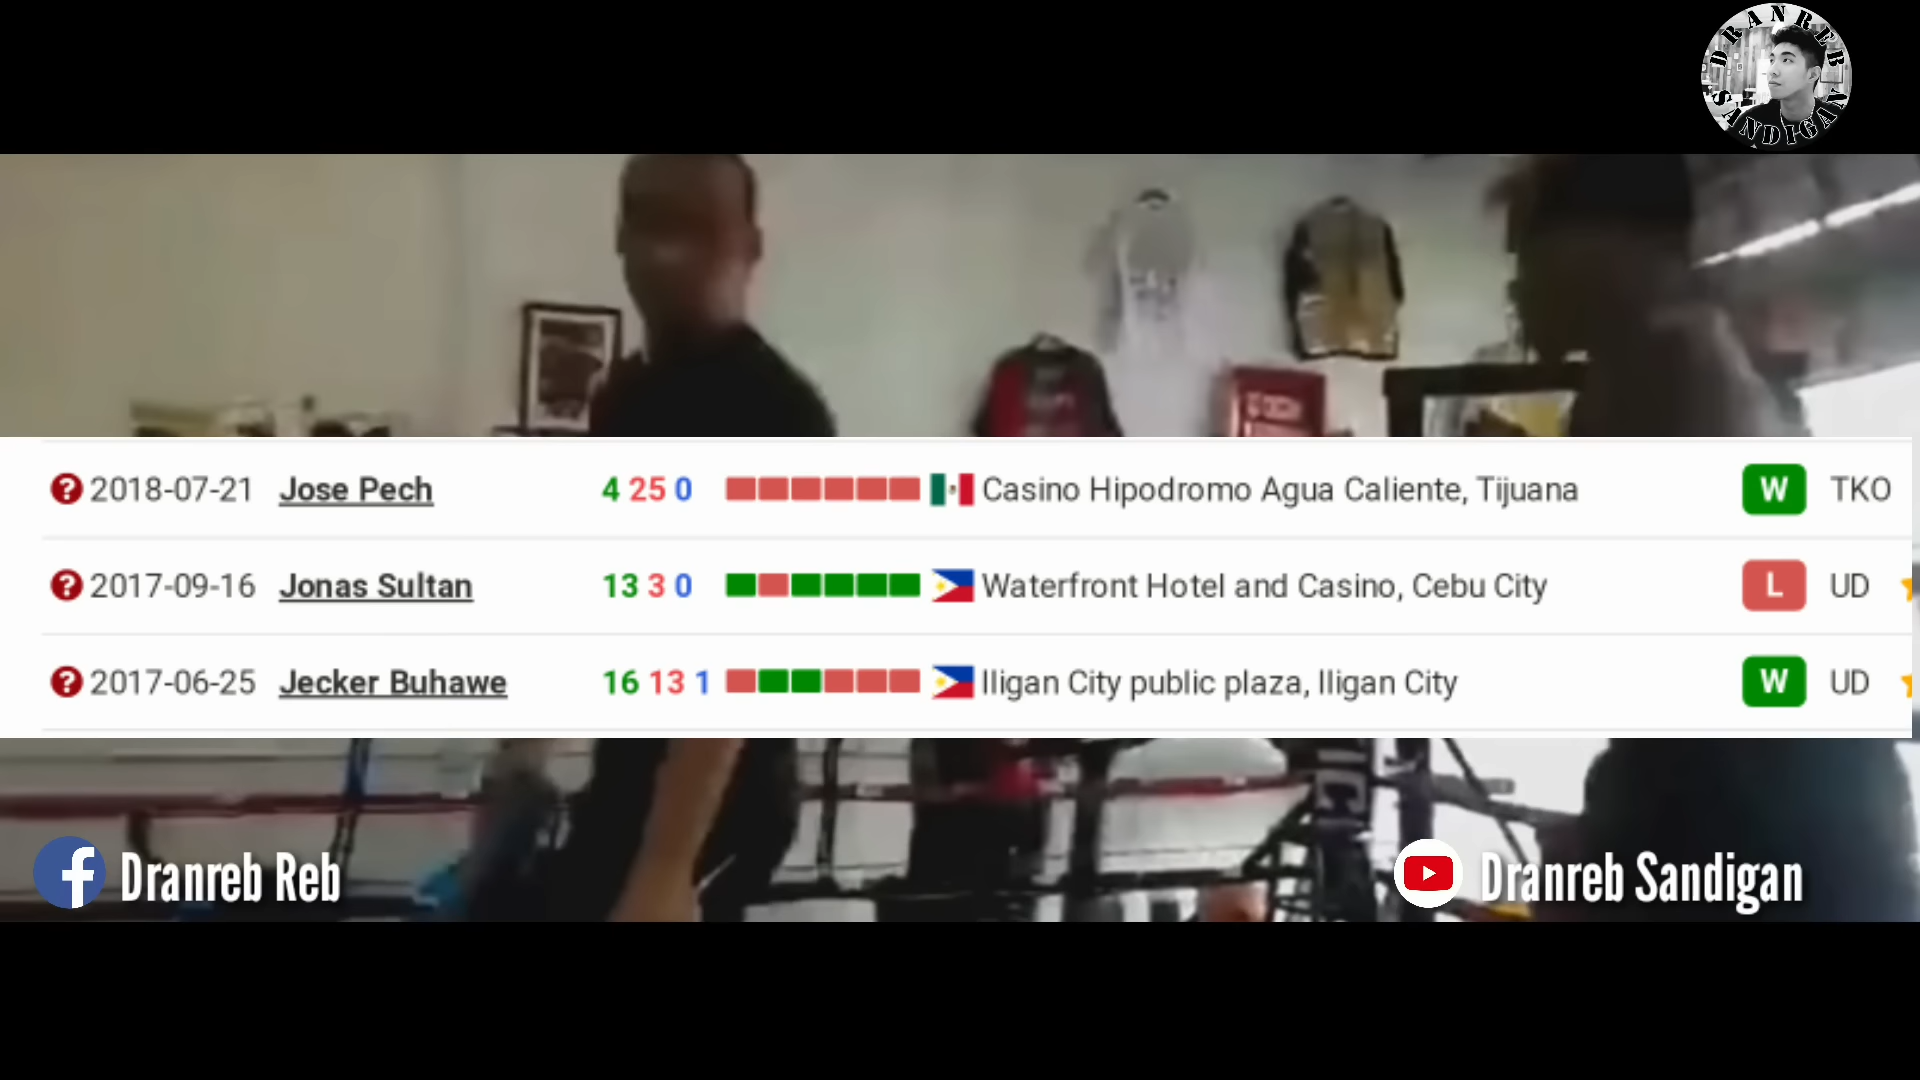 DRANREB
SANDIGAN
2018-07-21 Jose Pech 4 25 0 Casino Hipodromo Agua Caliente, Tijuana W TKO
2017-09-16 Jonas Sultan 13 3 0 Waterfront Hotel and Casino, Cebu City L UD
2017-06-25 Jecker Buhawe 16 13 1 Iligan City public plaza, Iligan City W UD
Dranreb Reb
Dranreb Sandigan